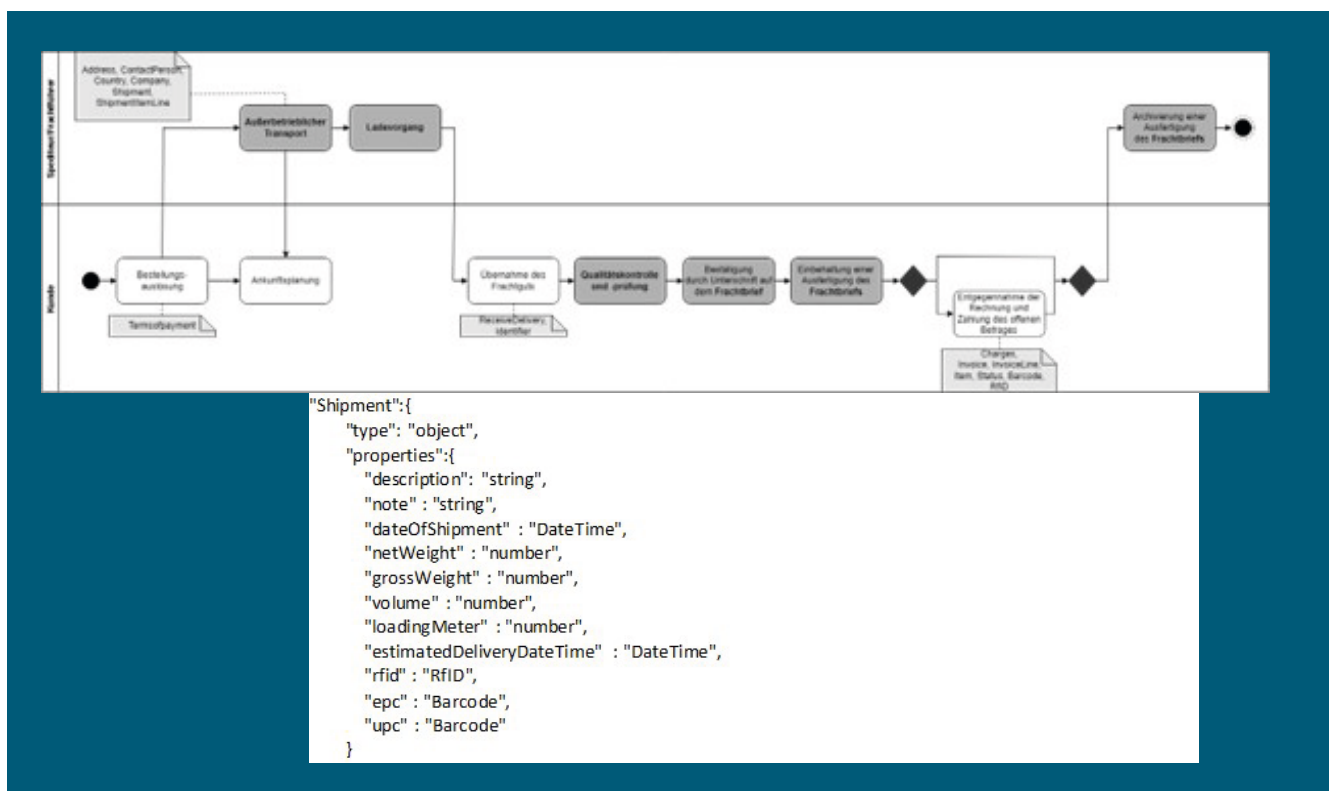 Spediteur/Frachtführer
Address, ContactPerson,
Country, Company,
Shipment,
ShipmentItemLine
Außerbetrieblicher
Transport
Ladevorgang
Archivierung einer
Ausfertigung
des Frachtbriefs
Kunde
Bestellungs-
auslösung
Ankunftsplanung
Übernahme des
Frachtguts
Qualitätskontrolle
und -prüfung
Bestätigung
durch Unterschrift auf
dem Frachtbrief
Einbehaltung einer
Ausfertigung des
Frachtbriefs
Entgegennahme der
Rechnung und
Zahlung des offenen
Betrages
Termsofpayment
ReceiveDelivery,
Identifier
Charges,
Invoice, InvoiceLine,
Item, Status, Barcode,
RfID
"Shipment":{
"type": "object",
"properties":{
"description": "string",
"note" : "string",
"dateOfShipment" : "DateTime",
"netWeight" : "number",
"grossWeight" : "number",
"volume" : "number",
"loadingMeter" : "number",
"estimatedDeliveryDateTime" : "DateTime",
"rfid" : "RfID",
"epc" : "Barcode",
"upc" : "Barcode"
}